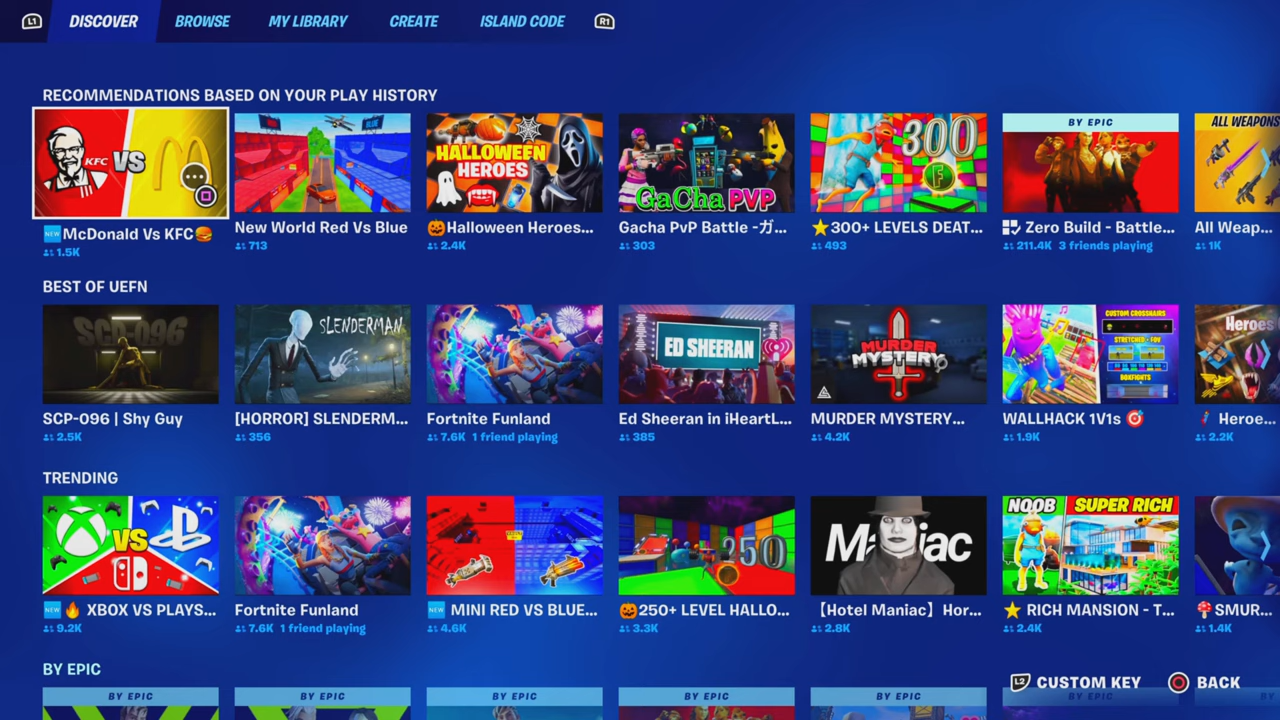 L1 DISCOVER BROWSE MY LIBRARY CREATE ISLAND CODE R1
RECOMMENDATIONS BASED ON YOUR PLAY HISTORY
KFC VS
HALLOWEEN
HEROES
GaCha PVP
300
F
BY EPIC
ALL WEAPONS
NEW McDonald Vs KFC🍔
1.5K
New World Red Vs Blue
713
🎃Halloween Heroes...
2.4K
Gacha PvP Battle -ガ...
303
⭐300+ LEVELS DEAT...
493
Zero Build - Battle...
211.4K 3 friends playing
All Weap...
1K
BEST OF UEFN
SCP-096
SLENDERMAN
ED SHEERAN
MURDER
MYSTERY
CUSTOM CROSSHAIRS
STRETCHED + FOV
BOXFIGHTS
Heroes
SCP-096 | Shy Guy
2.5K
[HORROR] SLENDERM...
356
Fortnite Funland
7.6K 1 friend playing
Ed Sheeran in iHeartL...
385
MURDER MYSTERY...
4.2K
WALLHACK 1V1s 🎯
1.9K
Heroe...
2.2K
TRENDING
VS
350
Maniac
NOOB SUPER RICH
NEW 🔥 XBOX VS PLAYS...
9.2K
Fortnite Funland
7.6K 1 friend playing
NEW MINI RED VS BLUE...
4.6K
🎃250+ LEVEL HALLO...
3.3K
【Hotel Maniac】Hor...
2.8K
⭐ RICH MANSION - T...
2.4K
🍄SMUR...
1.4K
BY EPIC
BY EPIC
BY EPIC
BY EPIC
BY EPIC
BY EPIC
L2 CUSTOM KEY
BACK